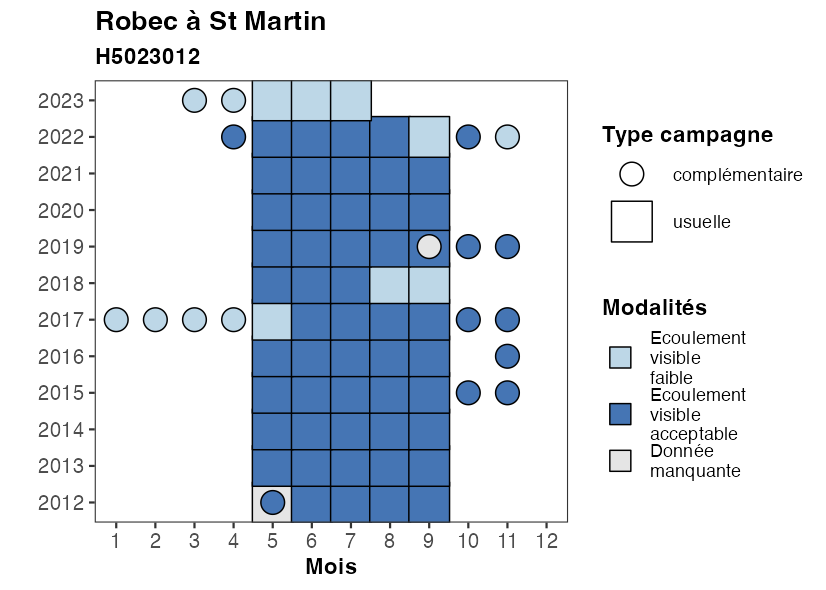 Robec à St Martin
H5023012
2023
2022
2021
2020
2019
2018
2017
2016
2015
2014
2013
2012
1 2 3 4 5 6 7 8 9 10 11 12
Mois
Type campagne
complémentaire
usuelle
Modalités
Ecoulement
visible
faible
Ecoulement
visible
acceptable
Donnée
manquante